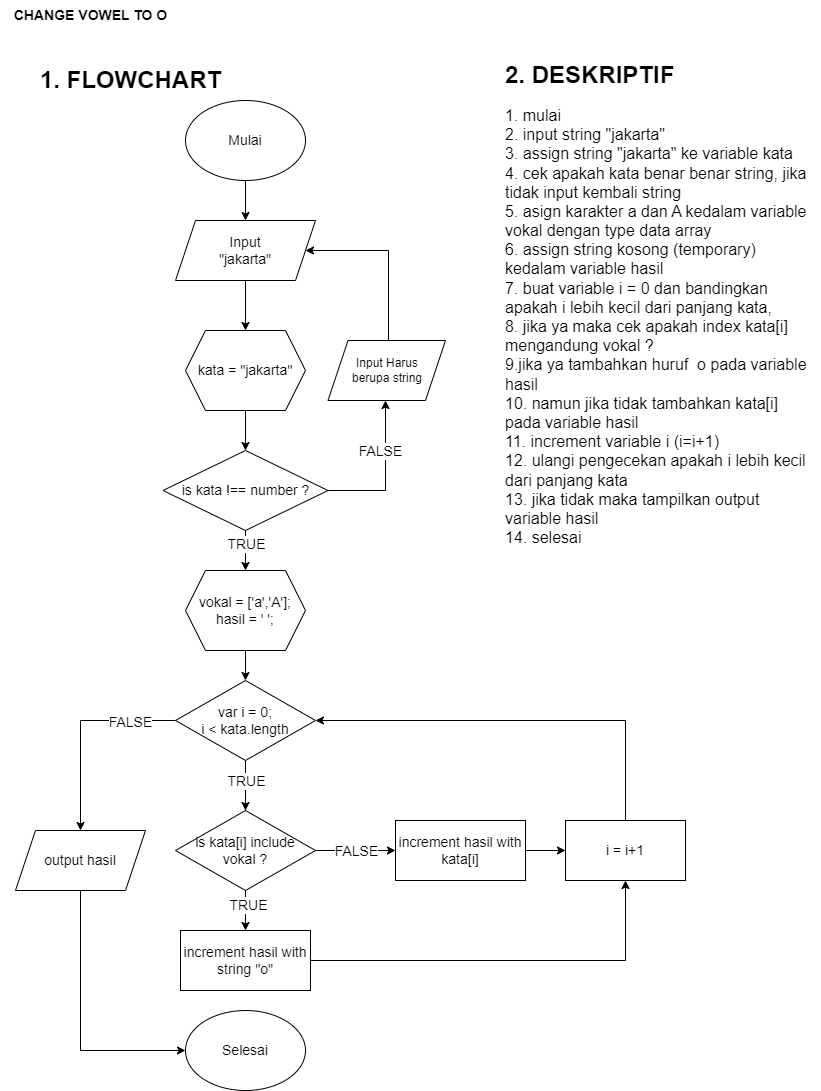 CHANGE VOWEL TO O
1. FLOWCHART
Mulai
Input
"jakarta"
kata = "jakarta"
Input Harus
berupa string
FALSE
is kata !== number ?
TRUE
vokal = ['a','A'];
hasil = ' ';
var i = 0;
i < kata.length
FALSE
TRUE
output hasil
is kata[i] include
vokal ?
FALSE
increment hasil with
kata[i]
i = i+1
TRUE
increment hasil with
string "o"
Selesai
2. DESKRIPTIF
1. mulai
2. input string "jakarta"
3. assign string "jakarta" ke variable kata
4. cek apakah kata benar benar string, jika
tidak input kembali string
5. asign karakter a dan A kedalam variable
vokal dengan type data array
6. assign string kosong (temporary)
kedalam variable hasil
7. buat variable i = 0 dan bandingkan
apakah i lebih kecil dari panjang kata,
8. jika ya maka cek apakah index kata[i]
mengandung vokal ?
9.jika ya tambahkan huruf  o pada variable
hasil
10. namun jika tidak tambahkan kata[i]
pada variable hasil
11. increment variable i (i=i+1)
12. ulangi pengecekan apakah i lebih kecil
dari panjang kata
13. jika tidak maka tampilkan output
variable hasil
14. selesai